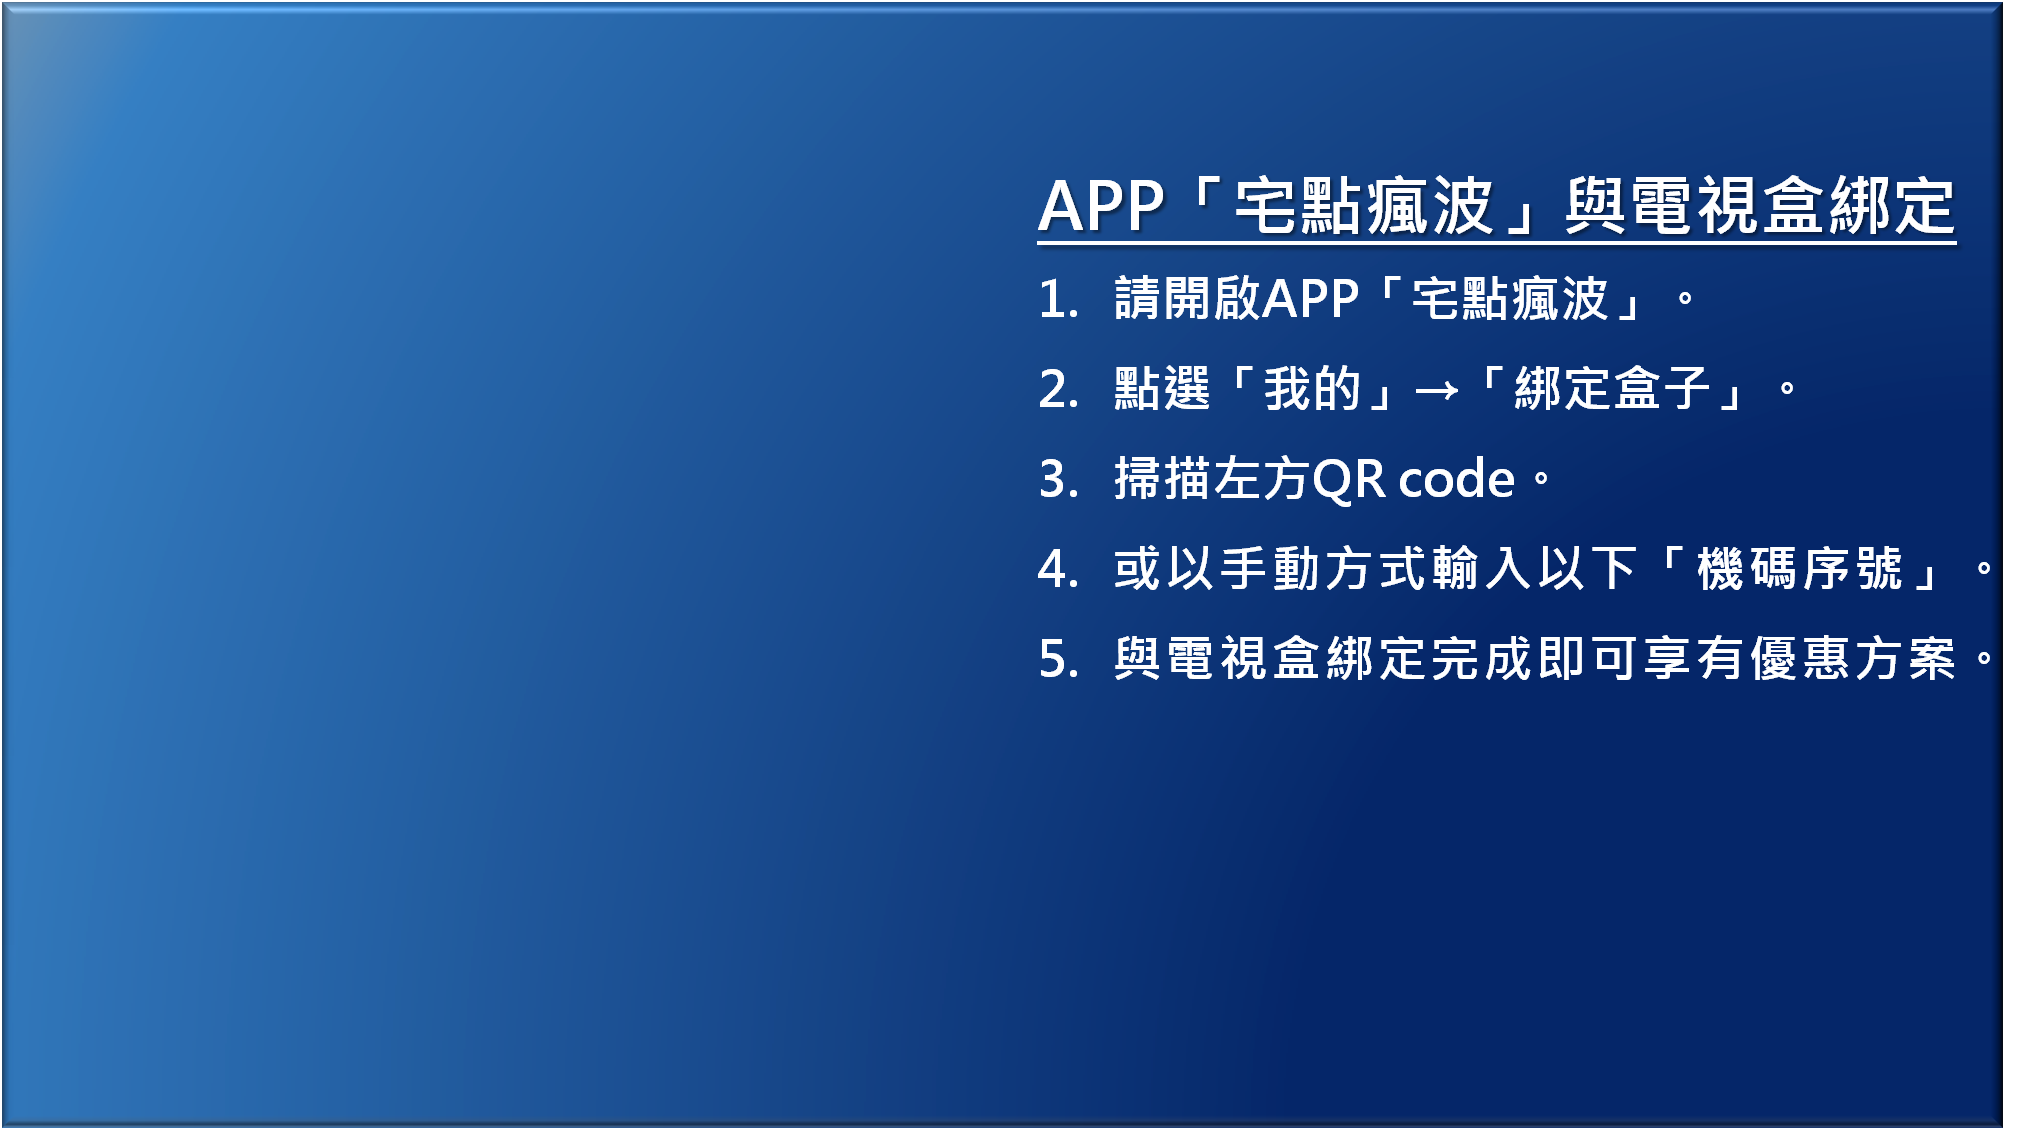 APP「宅點瘋波」與電視盒綁定
1. 請開啟APP「宅點瘋波」。
2. 點選「我的」→「綁定盒子」。
3. 掃描左方QR code。
4. 或以手動方式輸入以下「機碼序號」。
5. 與電視盒綁定完成即可享有優惠方案。